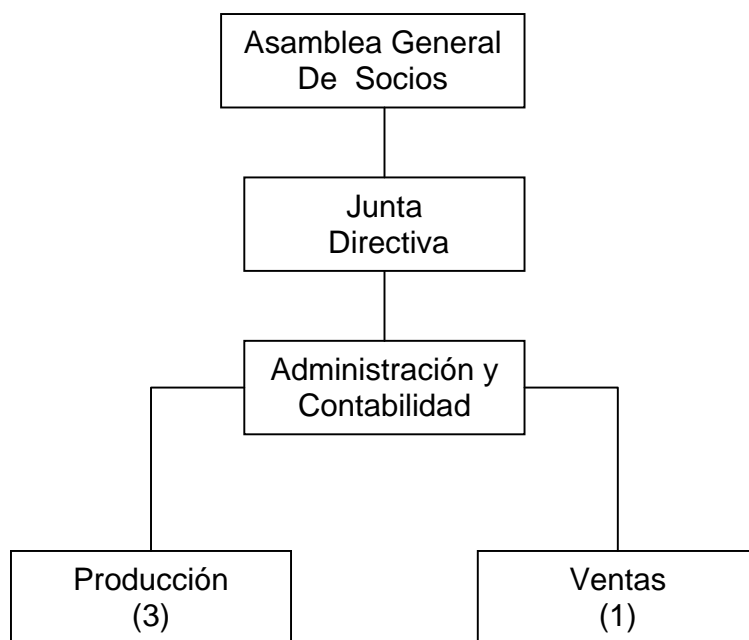 Asamblea General
De Socios
Junta
Directiva
Administración y
Contabilidad
Producción
(3)
Ventas
(1)